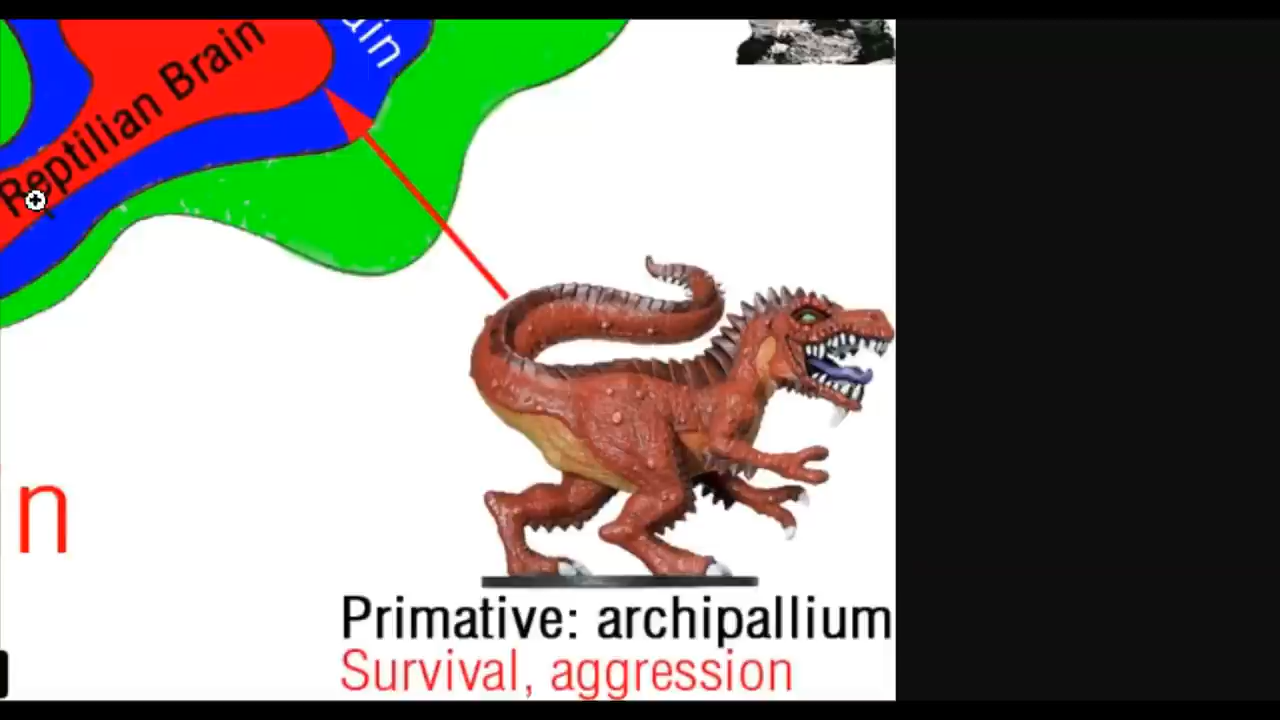 Reptilian Brain
n
Primative: archipallium
Survival, aggression